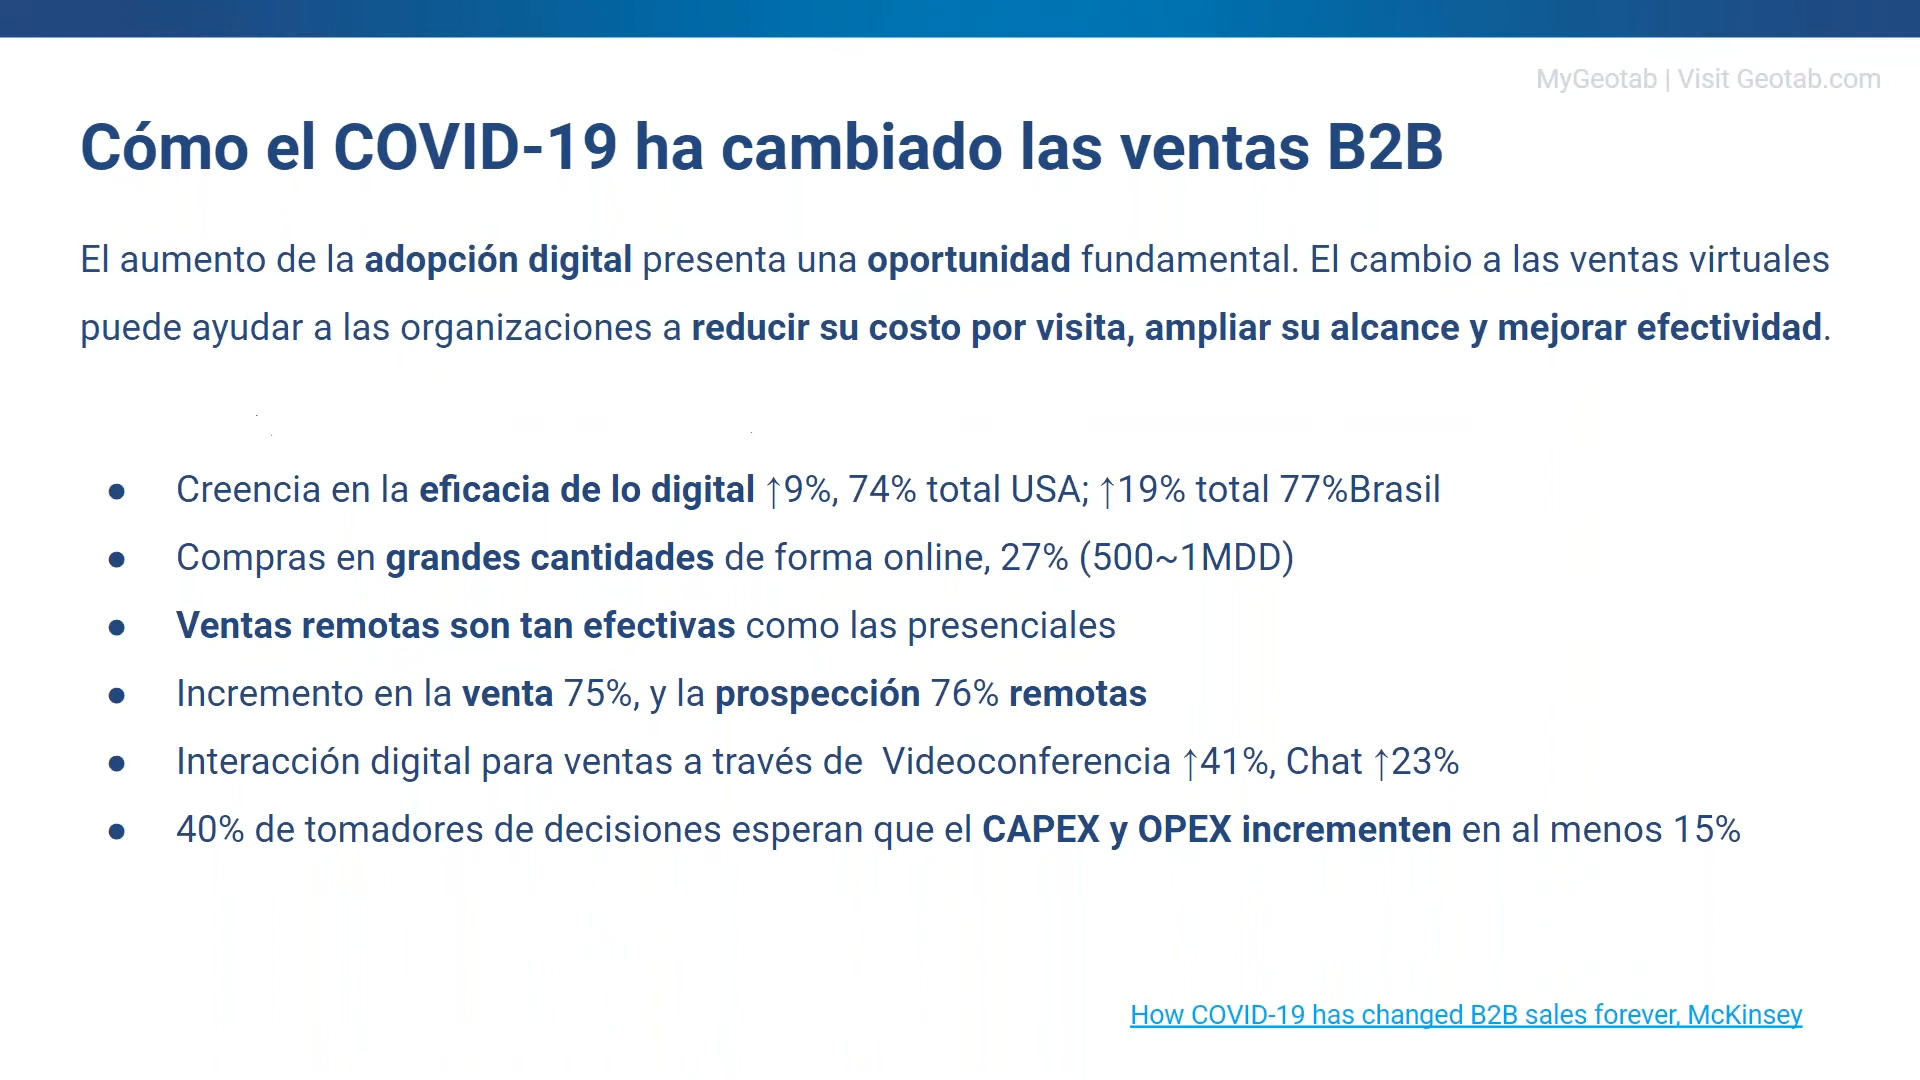 MyGeotab | Visit Geotab.com
Cómo el COVID-19 ha cambiado las ventas B2B
El aumento de la adopción digital presenta una oportunidad fundamental. El cambio a las ventas virtuales
puede ayudar a las organizaciones a reducir su costo por visita, ampliar su alcance y mejorar efectividad.
● Creencia en la eficacia de lo digital ↑9%, 74% total USA; ↑19% total 77%Brasil
● Compras en grandes cantidades de forma online, 27% (500~1MDD)
● Ventas remotas son tan efectivas como las presenciales
● Incremento en la venta 75%, y la prospección 76% remotas
● Interacción digital para ventas a través de  Videoconferencia ↑41%, Chat ↑23%
● 40% de tomadores de decisiones esperan que el CAPEX y OPEX incrementen en al menos 15%
How COVID-19 has changed B2B sales forever, McKinsey